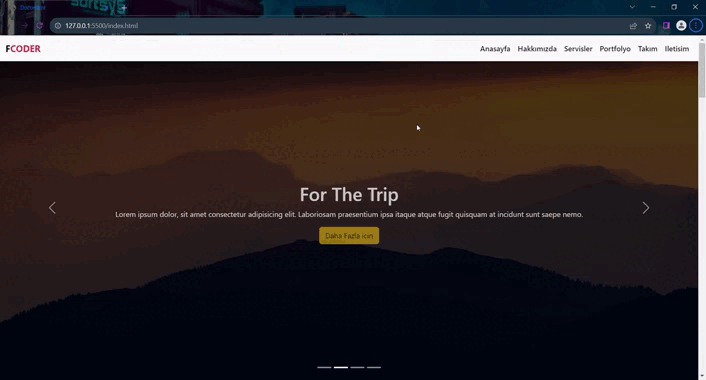 127.0.0.1:5500/index.html
FCODER
Anasayfa Hakkımızda Servisler Portfolyo Takım Iletisim
For The Trip
Lorem ipsum dolor, sit amet consectetur adipisicing elit. Laboriosam praesentium ipsa itaque atque fugit quisquam at incidunt sunt saepe nemo.
Daha Fazla icin